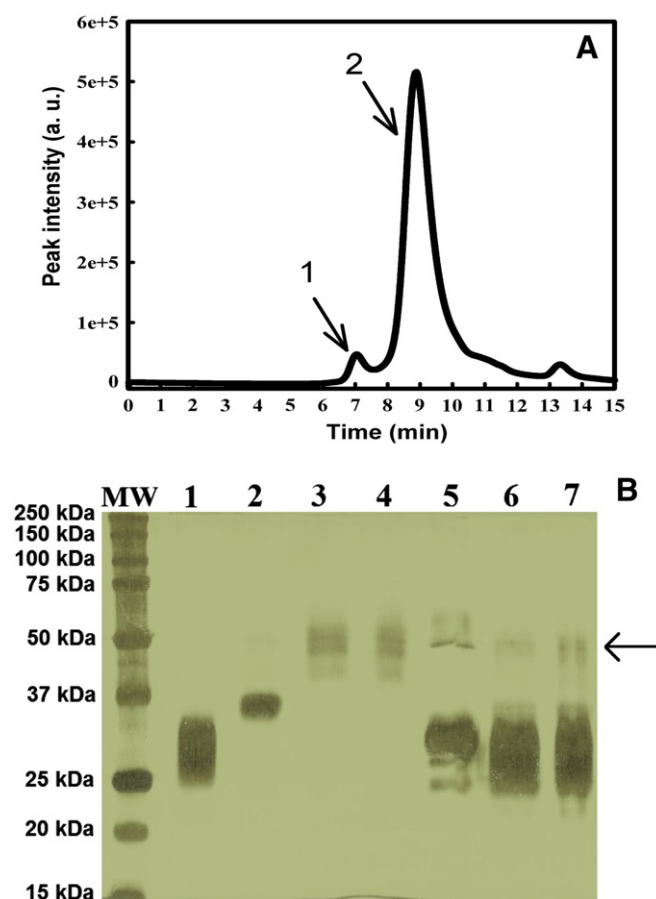 A
6e+5
5e+5
4e+5
3e+5
2e+5
1e+5
0
Peak intensity (a. u.)
1
2
0 1 2 3 4 5 6 7 8 9 10 11 12 13 14 15
Time (min)
MW 1 2 3 4 5 6 7 B
250 kDa
150 kDa
100 kDa
75 kDa
50 kDa
37 kDa
25 kDa
20 kDa
15 kDa